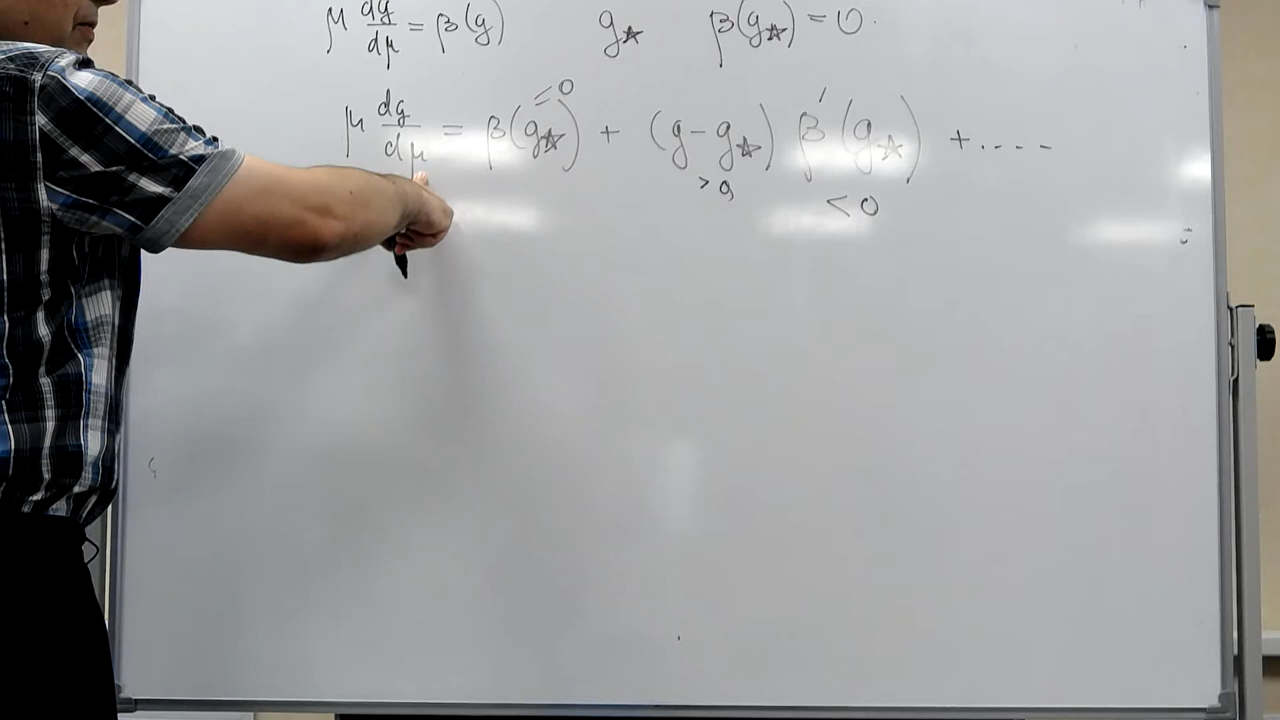 μ dg/dμ = β(g) g⋆ β(g⋆) = 0.
= 0
μ dg/dμ = β(g⋆) + (g - g⋆) β′(g⋆) + ....
> 0 < 0